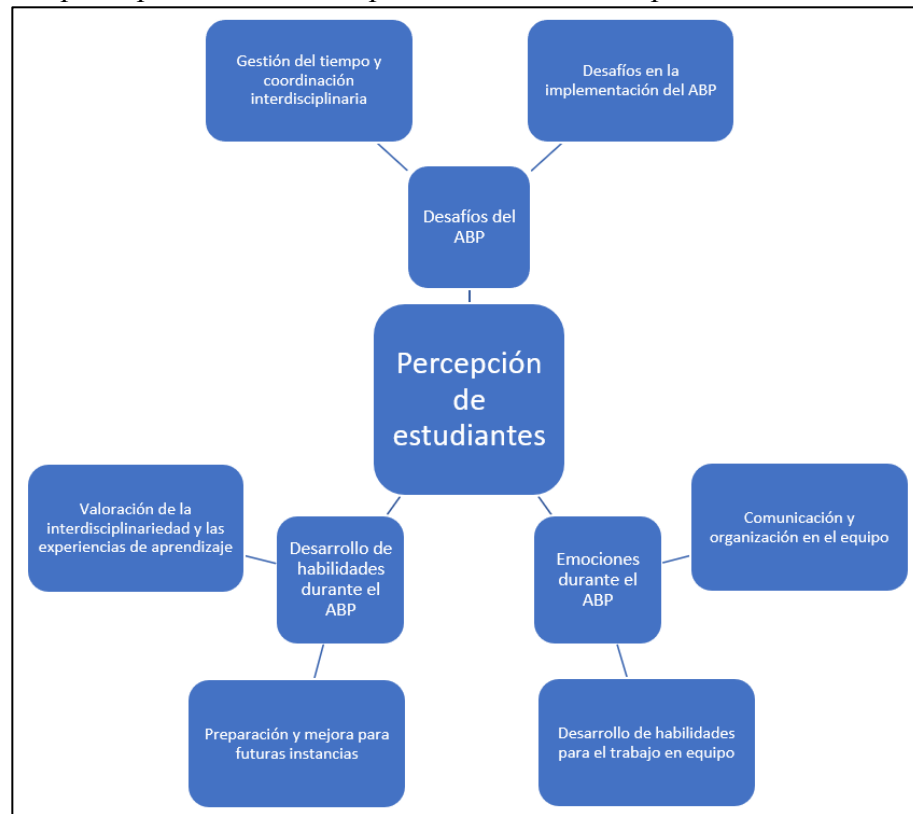 Gestión del tiempo y
coordinación
interdisciplinaria
Desafíos en la
implementación del ABP
Desafíos del
ABP
Percepción
de
estudiantes
Valoración de la
interdisciplinariedad y las
experiencias de aprendizaje
Desarrollo de
habilidades
durante el
ABP
Emociones
durante el
ABP
Comunicación y
organización en el equipo
Preparación y mejora para
futuras instancias
Desarrollo de habilidades
para el trabajo en equipo